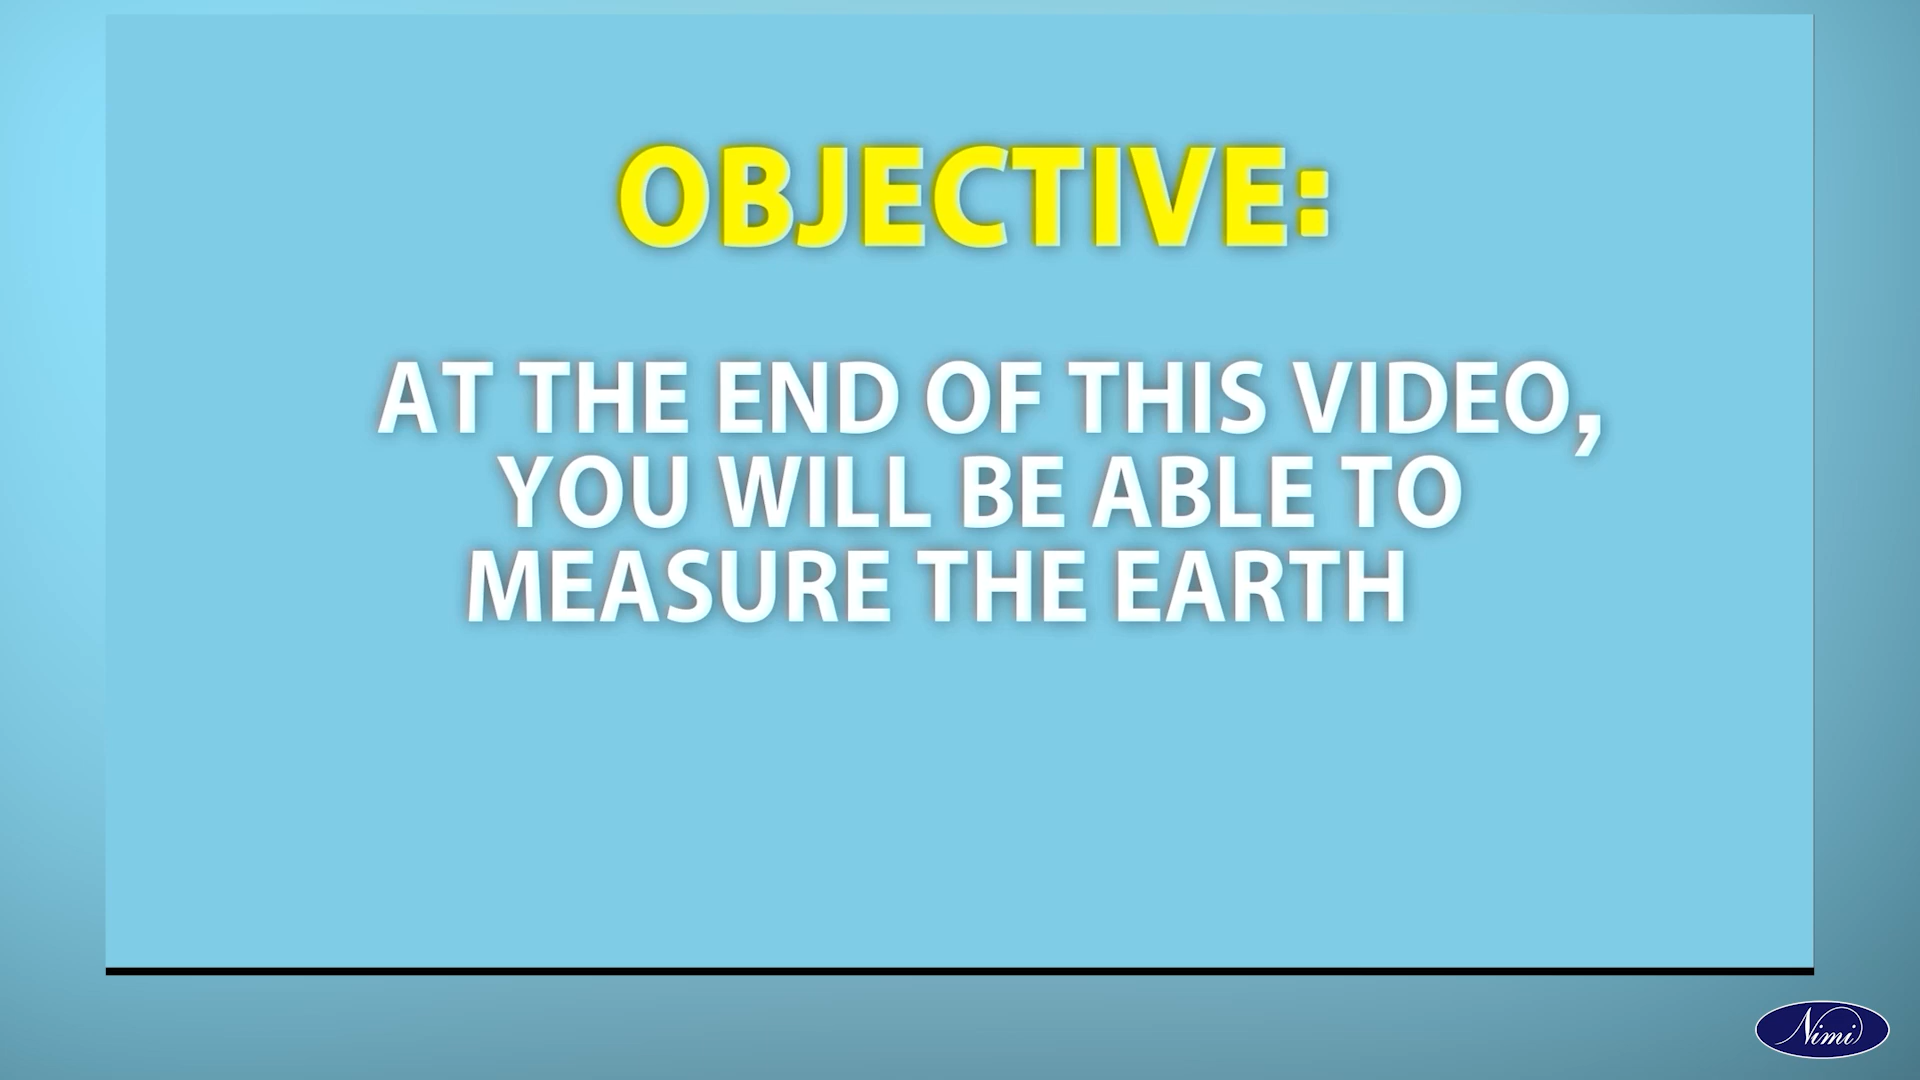 OBJECTIVE:
AT THE END OF THIS VIDEO,
YOU WILL BE ABLE TO
MEASURE THE EARTH
Nimi